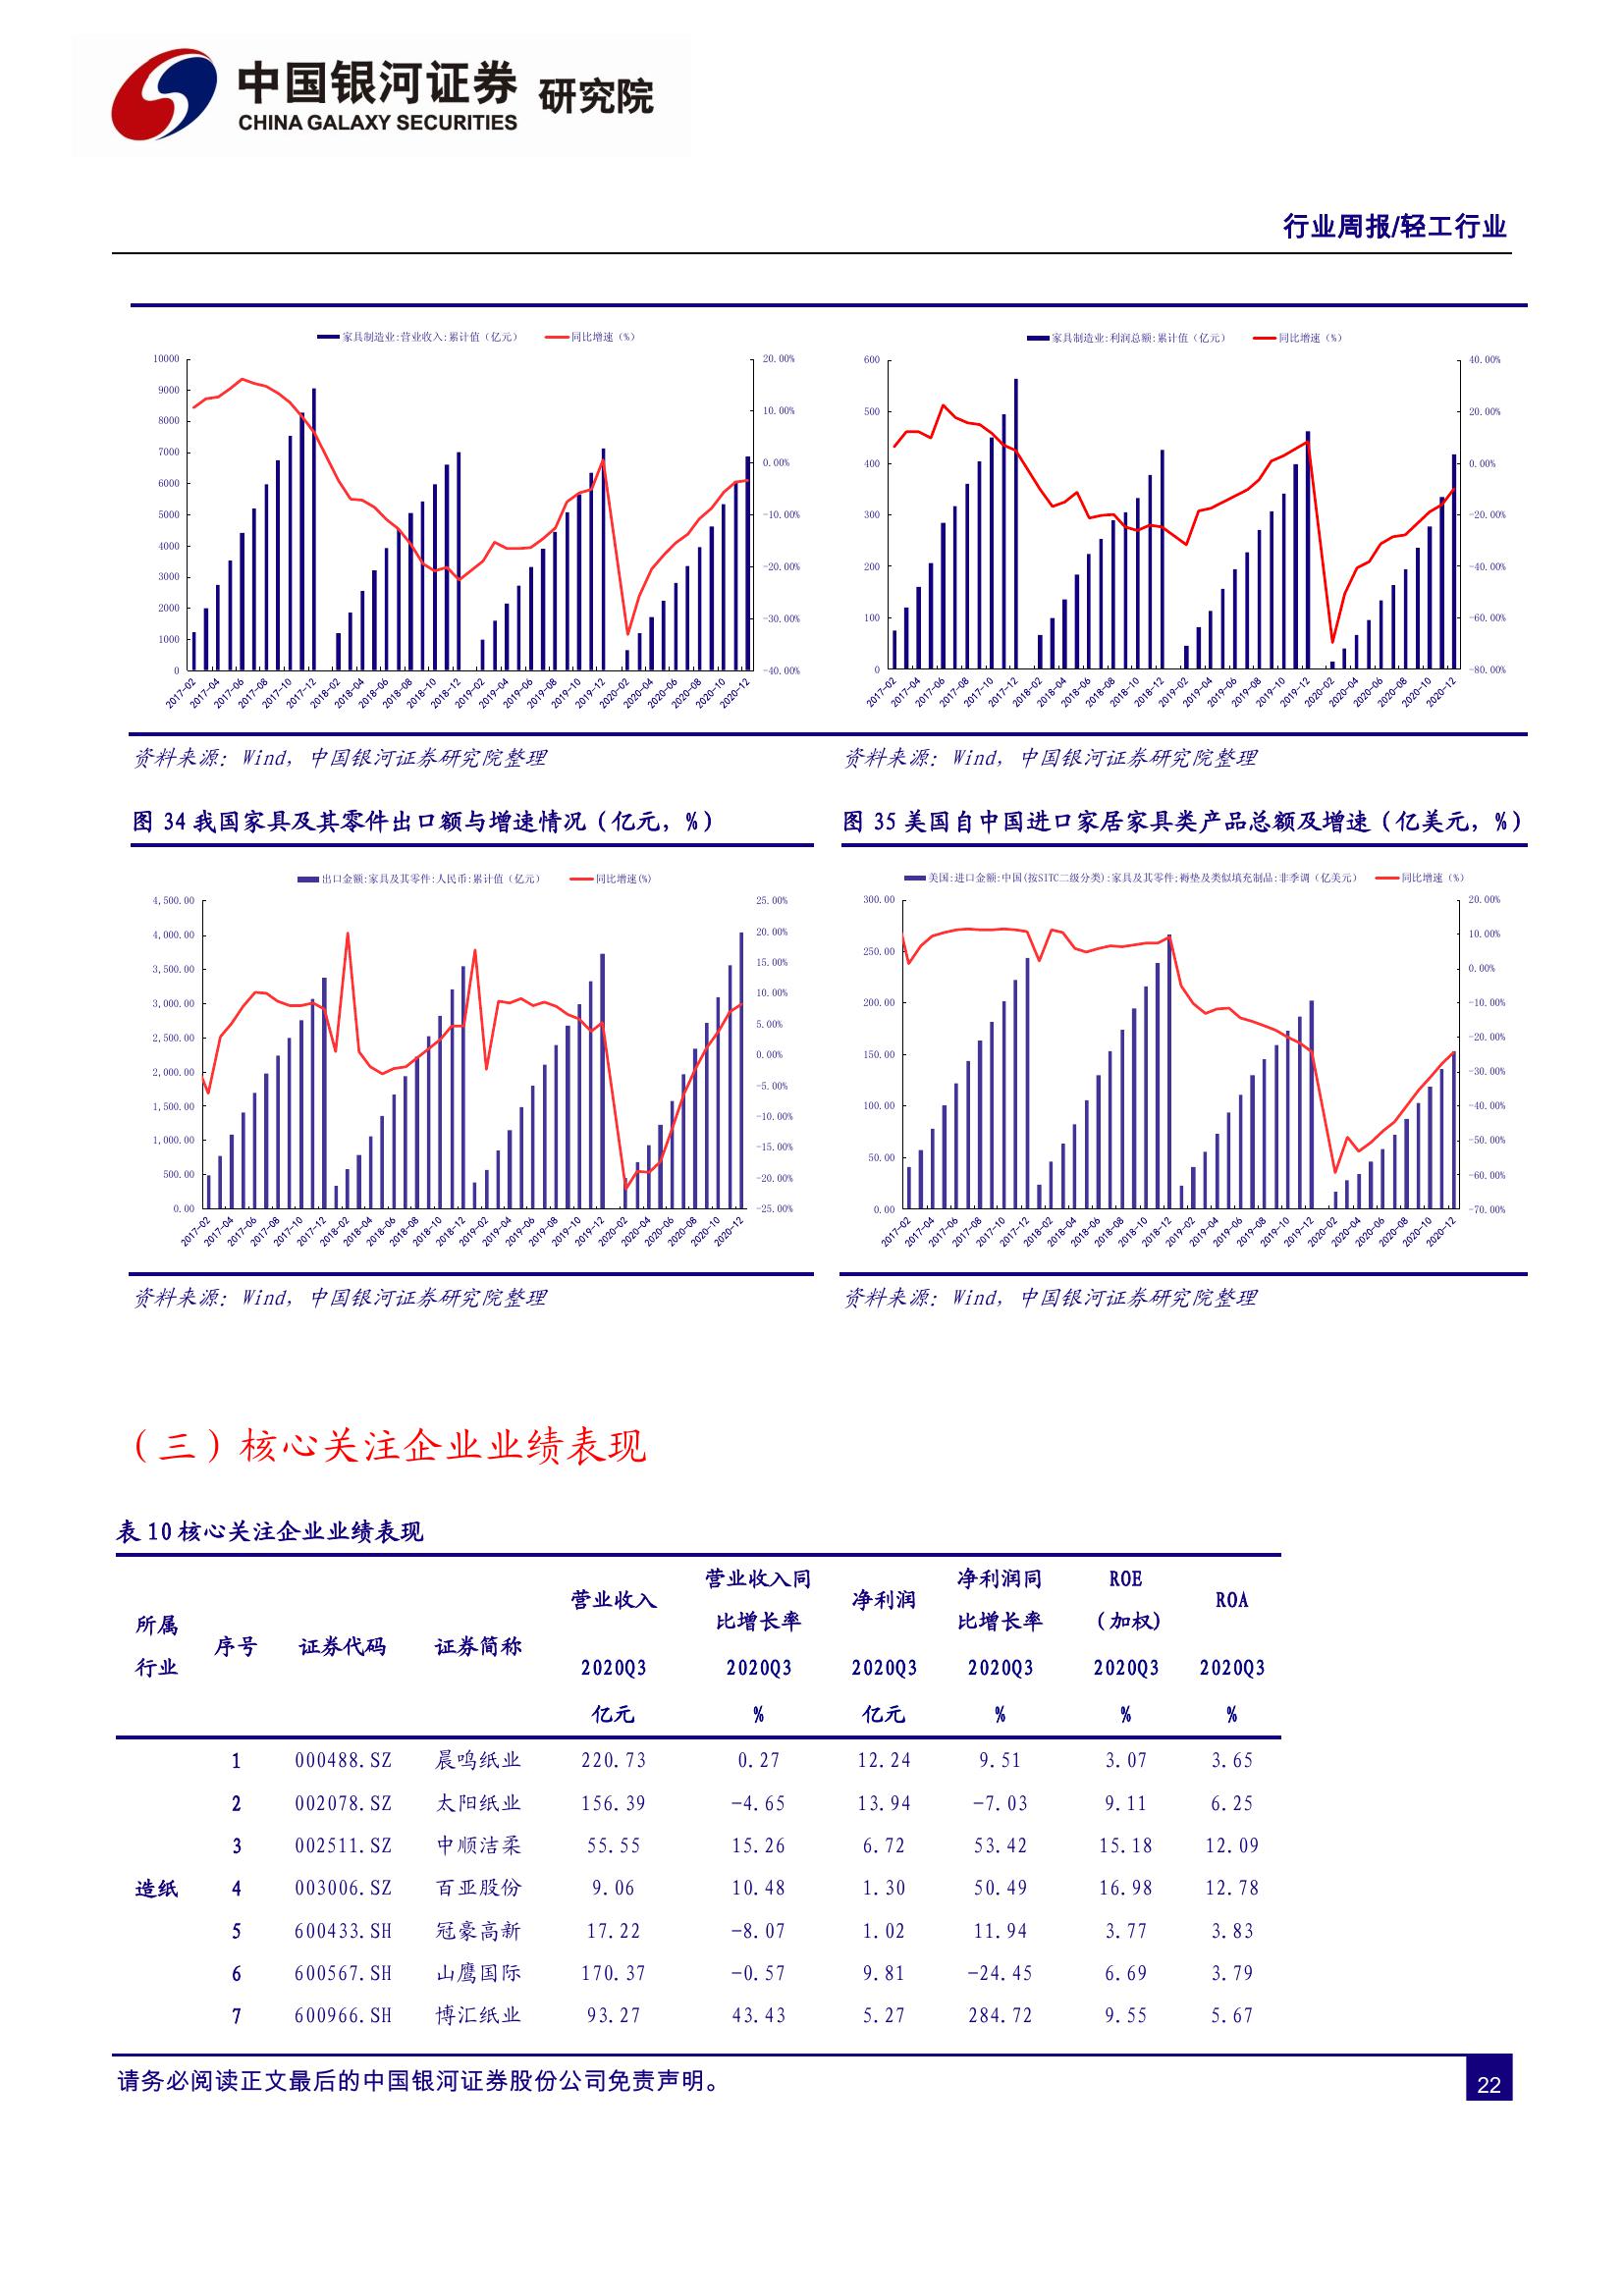 中国银河证券 研究院
CHINA GALAXY SECURITIES
行业周报/轻工行业
家具制造业:营业收入:累计值（亿元） 同比增速（%）
10000
9000
8000
7000
6000
5000
4000
3000
2000
1000
0
20.00%
10.00%
0.00%
-10.00%
-20.00%
-30.00%
-40.00%
2017-02 2017-04 2017-06 2017-08 2017-10 2017-12 2018-02 2018-04 2018-06 2018-08 2018-10 2018-12 2019-02 2019-04 2019-06 2019-08 2019-10 2019-12 2020-02 2020-04 2020-06 2020-08 2020-10 2020-12
家具制造业:利润总额:累计值（亿元） 同比增速（%）
600
500
400
300
200
100
0
40.00%
20.00%
0.00%
-20.00%
-40.00%
-60.00%
-80.00%
2017-02 2017-04 2017-06 2017-08 2017-10 2017-12 2018-02 2018-04 2018-06 2018-08 2018-10 2018-12 2019-02 2019-04 2019-06 2019-08 2019-10 2019-12 2020-02 2020-04 2020-06 2020-08 2020-10 2020-12
资料来源：Wind，中国银河证券研究院整理
资料来源：Wind，中国银河证券研究院整理
图 34 我国家具及其零件出口额与增速情况（亿元，%）
图 35 美国自中国进口家居家具类产品总额及增速（亿美元，%）
出口金额:家具及其零件:人民币:累计值（亿元） 同比增速(%)
4,500.00
4,000.00
3,500.00
3,000.00
2,500.00
2,000.00
1,500.00
1,000.00
500.00
0.00
25.00%
20.00%
15.00%
10.00%
5.00%
0.00%
-5.00%
-10.00%
-15.00%
-20.00%
-25.00%
2017-02 2017-04 2017-06 2017-08 2017-10 2017-12 2018-02 2018-04 2018-06 2018-08 2018-10 2018-12 2019-02 2019-04 2019-06 2019-08 2019-10 2019-12 2020-02 2020-04 2020-06 2020-08 2020-10 2020-12
美国:进口金额:中国(按SITC二级分类):家具及其零件;褥垫及类似填充制品:非季调（亿美元） 同比增速（%）
300.00
250.00
200.00
150.00
100.00
50.00
0.00
20.00%
10.00%
0.00%
-10.00%
-20.00%
-30.00%
-40.00%
-50.00%
-60.00%
-70.00%
2017-02 2017-04 2017-06 2017-08 2017-10 2017-12 2018-02 2018-04 2018-06 2018-08 2018-10 2018-12 2019-02 2019-04 2019-06 2019-08 2019-10 2019-12 2020-02 2020-04 2020-06 2020-08 2020-10 2020-12
资料来源：Wind，中国银河证券研究院整理
资料来源：Wind，中国银河证券研究院整理
（三）核心关注企业业绩表现
表 10 核心关注企业业绩表现
所属行业 序号 证券代码 证券简称 营业收入 营业收入同比增长率 净利润 净利润同比增长率 ROE（加权） ROA
2020Q3 2020Q3 2020Q3 2020Q3 2020Q3 2020Q3
亿元 % 亿元 % % %
造纸
1 000488.SZ 晨鸣纸业 220.73 0.27 12.24 9.51 3.07 3.65
2 002078.SZ 太阳纸业 156.39 -4.65 13.94 -7.03 9.11 6.25
3 002511.SZ 中顺洁柔 55.55 15.26 6.72 53.42 15.18 12.09
4 003006.SZ 百亚股份 9.06 10.48 1.30 50.49 16.98 12.78
5 600433.SH 冠豪高新 17.22 -8.07 1.02 11.94 3.77 3.83
6 600567.SH 山鹰国际 170.37 -0.57 9.81 -24.45 6.69 3.79
7 600966.SH 博汇纸业 93.27 43.43 5.27 284.72 9.55 5.67
请务必阅读正文最后的中国银河证券股份公司免责声明。
22